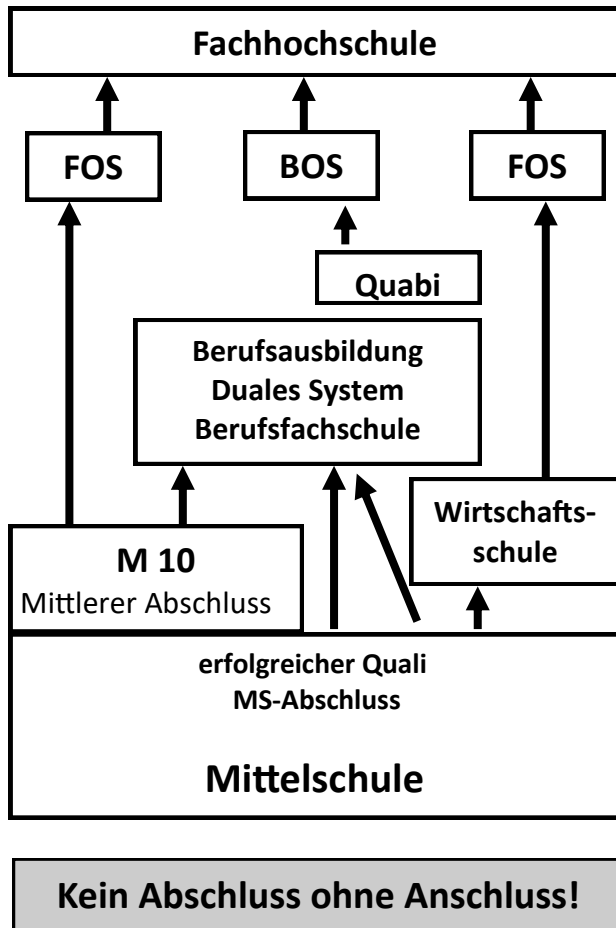 Fachhochschule
FOS
BOS
FOS
Quabi
Berufsausbildung
Duales System
Berufsfachschule
Wirtschafts-
schule
M 10
Mittlerer Abschluss
erfolgreicher Quali
MS-Abschluss
Mittelschule
Kein Abschluss ohne Anschluss!